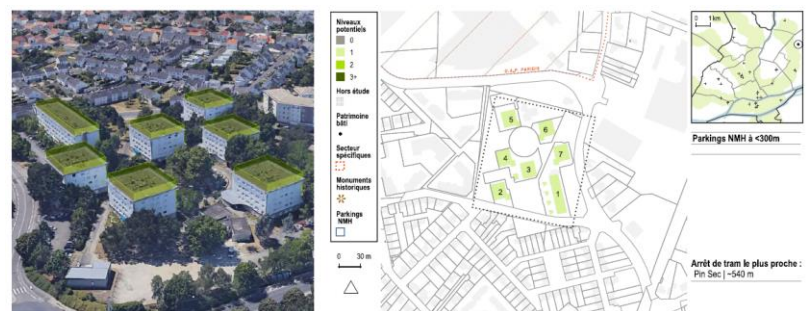 Niveaux
potentiels
0
1
2
3+
Hors étude
Patrimoine
bâti
Secteur
spécifiques
Monuments
historiques
Parkings
NMH
0 30 m
5
6
4
3
7
2
1
0 1 km
Parkings NMH à <300m
Arrêt de tram le plus proche :
Pin Sec | ~540 m